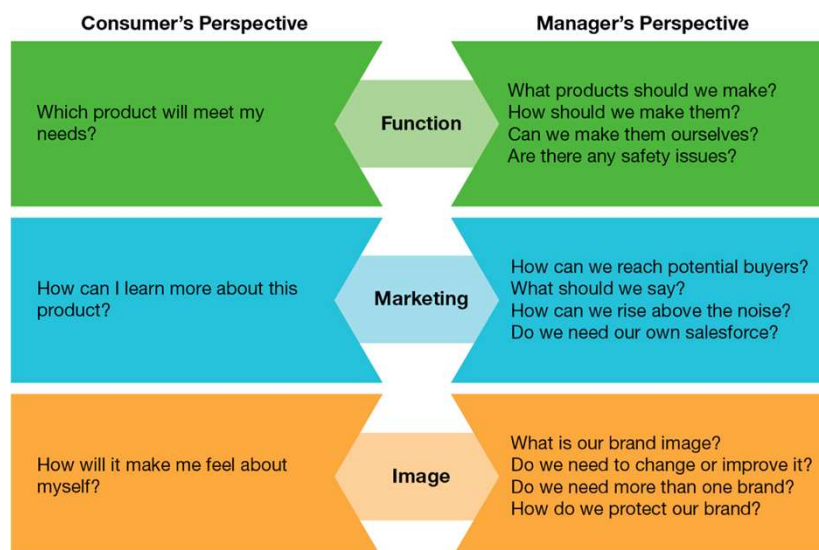 Consumer’s Perspective
Manager’s Perspective
Which product will meet my
needs?
Function
What products should we make?
How should we make them?
Can we make them ourselves?
Are there any safety issues?
How can I learn more about this
product?
Marketing
How can we reach potential buyers?
What should we say?
How can we rise above the noise?
Do we need our own salesforce?
How will it make me feel about
myself?
Image
What is our brand image?
Do we need to change or improve it?
Do we need more than one brand?
How do we protect our brand?